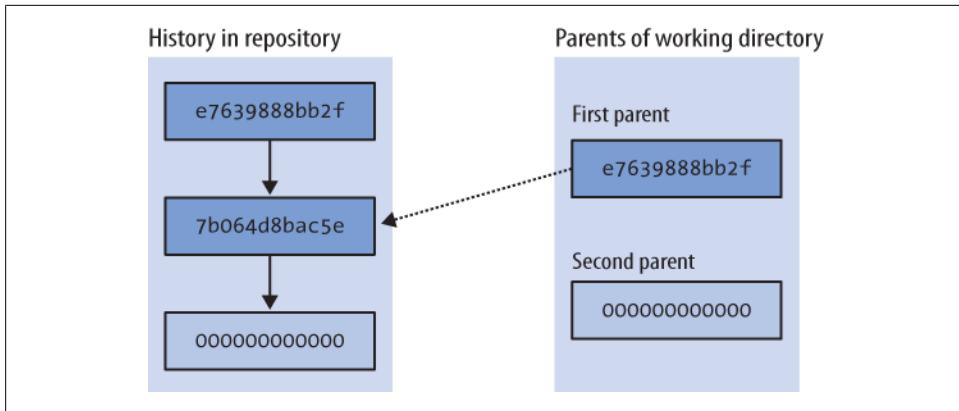 History in repository
e7639888bb2f
7b064d8bac5e
000000000000
Parents of working directory
First parent
e7639888bb2f
Second parent
000000000000